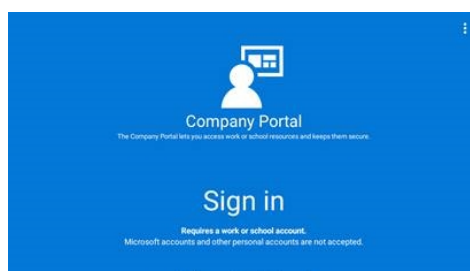 Company Portal
The Company Portal lets you access work or school resources and keeps them secure.
Sign in
Requires a work or school account.
Microsoft accounts and other personal accounts are not accepted.